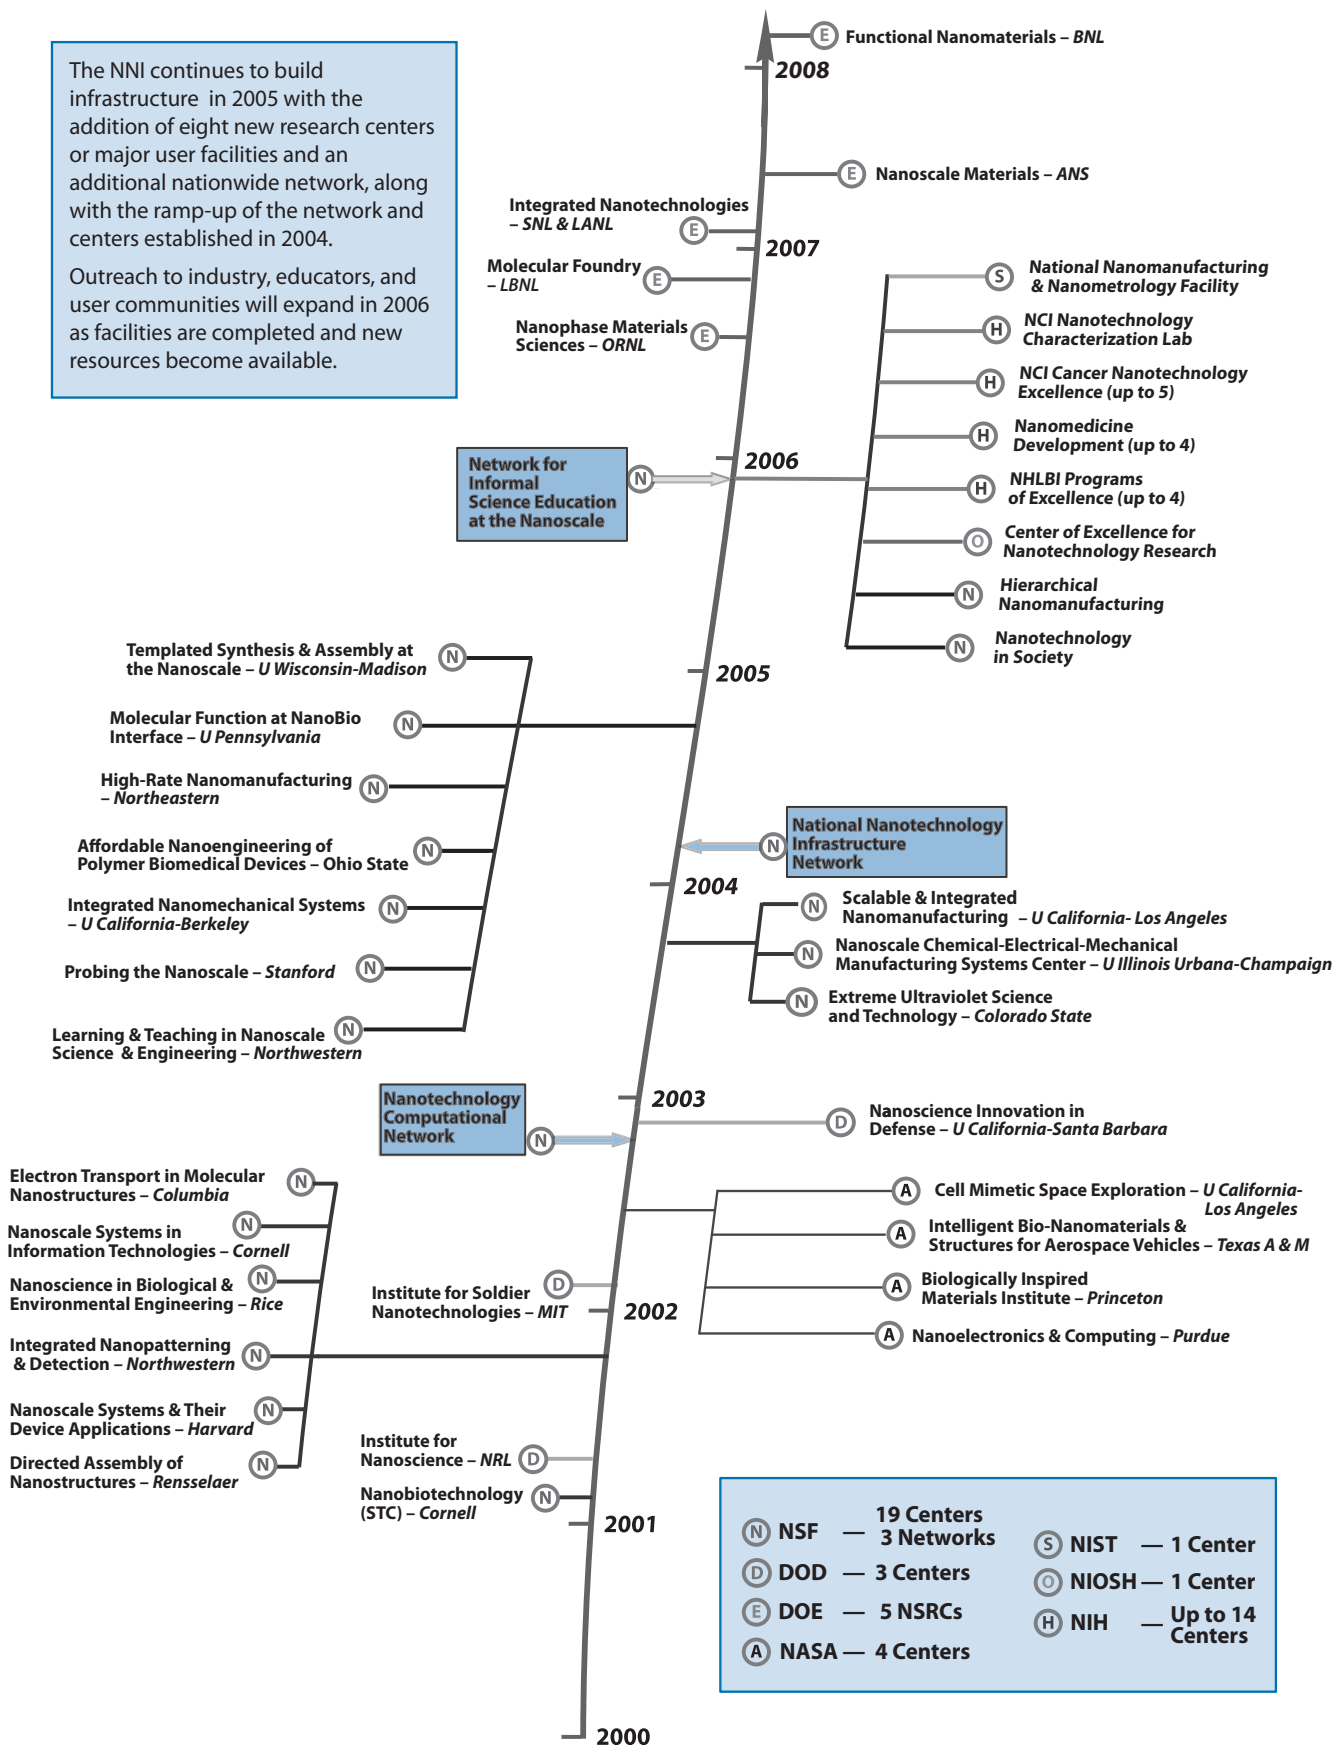 The NNI continues to build
infrastructure in 2005 with the
addition of eight new research centers
or major user facilities and an
additional nationwide network, along
with the ramp-up of the network and
centers established in 2004.
Outreach to industry, educators, and
user communities will expand in 2006
as facilities are completed and new
resources become available.
E Functional Nanomaterials – BNL
2008
E Nanoscale Materials – ANS
Integrated Nanotechnologies
– SNL & LANL E
2007
Molecular Foundry
– LBNL E
Nanophase Materials
Sciences – ORNL E
S National Nanomanufacturing
& Nanometrology Facility
H NCI Nanotechnology
Characterization Lab
H NCI Cancer Nanotechnology
Excellence (up to 5)
H Nanomedicine
Development (up to 4)
H NHLBI Programs
of Excellence (up to 4)
O Center of Excellence for
Nanotechnology Research
N Hierarchical
Nanomanufacturing
N Nanotechnology
in Society
2006
Network for
Informal
Science Education
at the Nanoscale
N
2005
Templated Synthesis & Assembly at
the Nanoscale – U Wisconsin-Madison N
Molecular Function at NanoBio
Interface – U Pennsylvania N
High-Rate Nanomanufacturing
– Northeastern N
Affordable Nanoengineering of
Polymer Biomedical Devices – Ohio State N
Integrated Nanomechanical Systems
– U California-Berkeley N
Probing the Nanoscale – Stanford N
Learning & Teaching in Nanoscale
Science & Engineering – Northwestern N
N National Nanotechnology
Infrastructure
Network
2004
N Scalable & Integrated
Nanomanufacturing – U California- Los Angeles
N Nanoscale Chemical-Electrical-Mechanical
Manufacturing Systems Center – U Illinois Urbana-Champaign
N Extreme Ultraviolet Science
and Technology – Colorado State
2003
Nanotechnology
Computational
Network
N
D Nanoscience Innovation in
Defense – U California-Santa Barbara
Electron Transport in Molecular
Nanostructures – Columbia N
Nanoscale Systems in
Information Technologies – Cornell N
Nanoscience in Biological &
Environmental Engineering – Rice N
Integrated Nanopatterning
& Detection – Northwestern N
Nanoscale Systems & Their
Device Applications – Harvard N
Directed Assembly of
Nanostructures – Rensselaer N
A Cell Mimetic Space Exploration – U California-
Los Angeles
A Intelligent Bio-Nanomaterials &
Structures for Aerospace Vehicles – Texas A & M
A Biologically Inspired
Materials Institute – Princeton
A Nanoelectronics & Computing – Purdue
Institute for Soldier
Nanotechnologies – MIT D
2002
Institute for
Nanoscience – NRL D
Nanobiotechnology
(STC) – Cornell N
2001
N NSF — 19 Centers
3 Networks
D DOD — 3 Centers
E DOE — 5 NSRCs
A NASA — 4 Centers
S NIST — 1 Center
O NIOSH — 1 Center
H NIH — Up to 14
Centers
2000